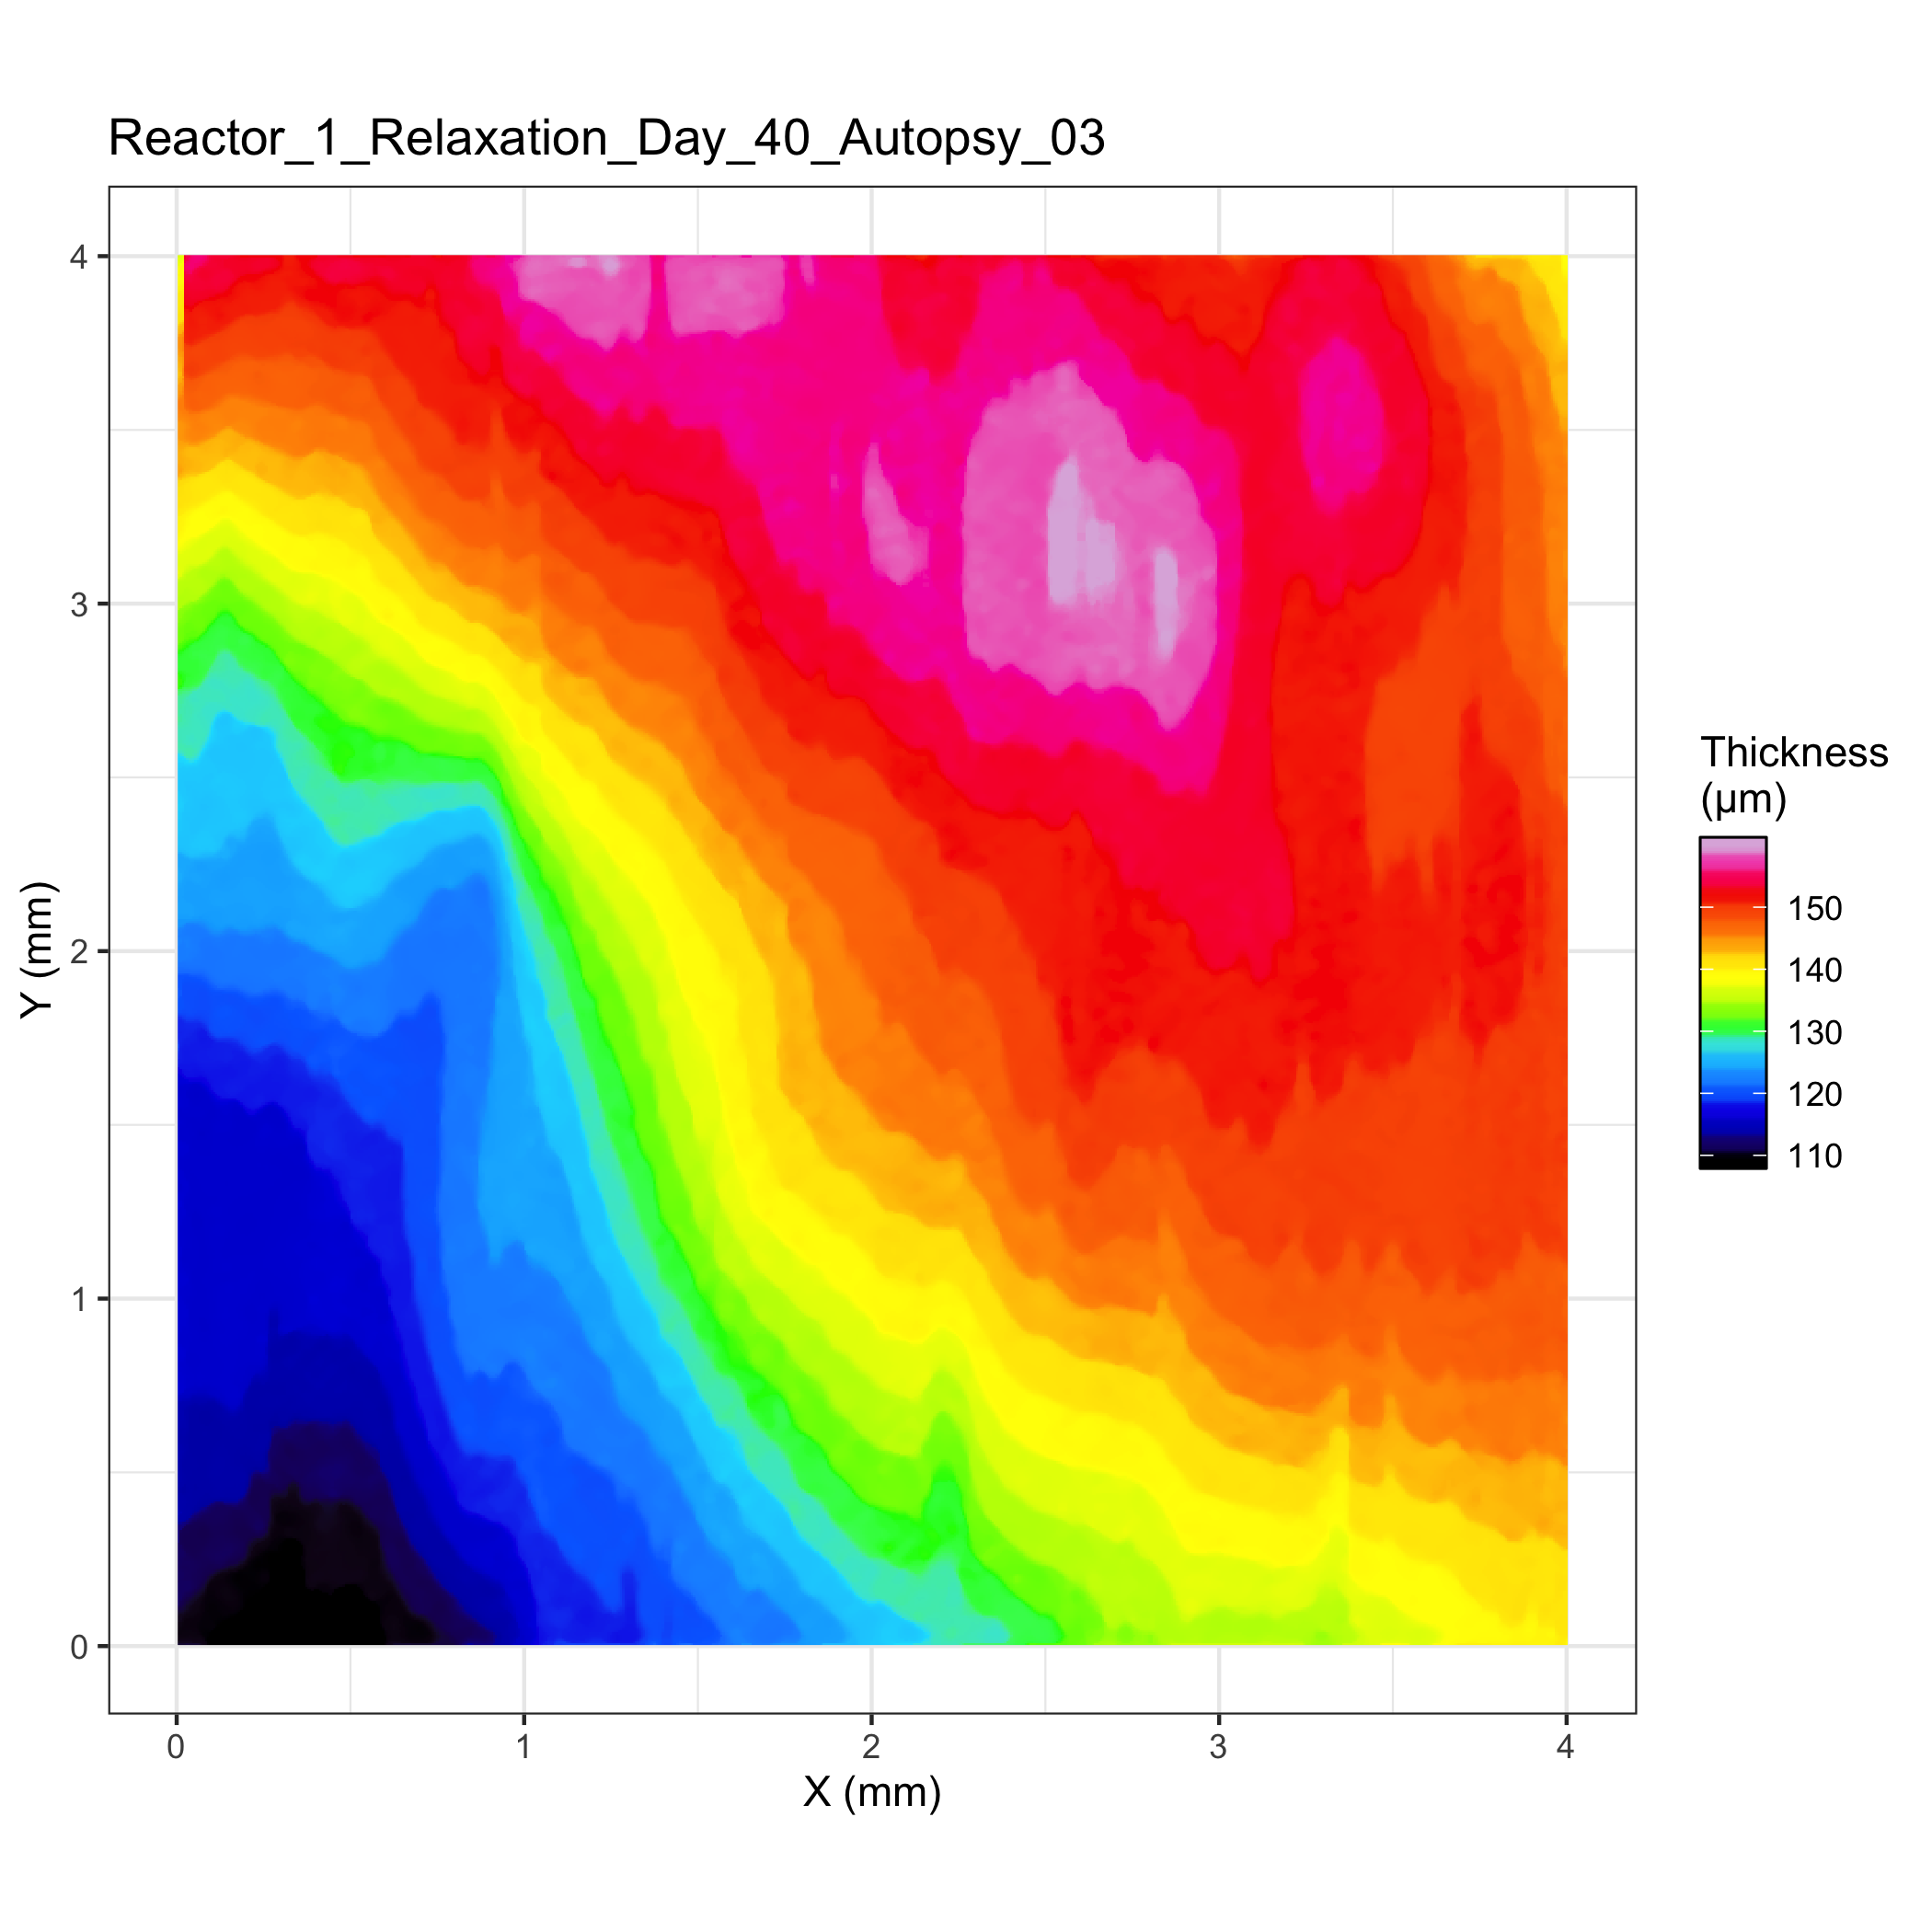 Reactor_1_Relaxation_Day_40_Autopsy_03
4
3
2
1
0
Y (mm)
0 1 2 3 4
X (mm)
Thickness
(μm)
150
140
130
120
110